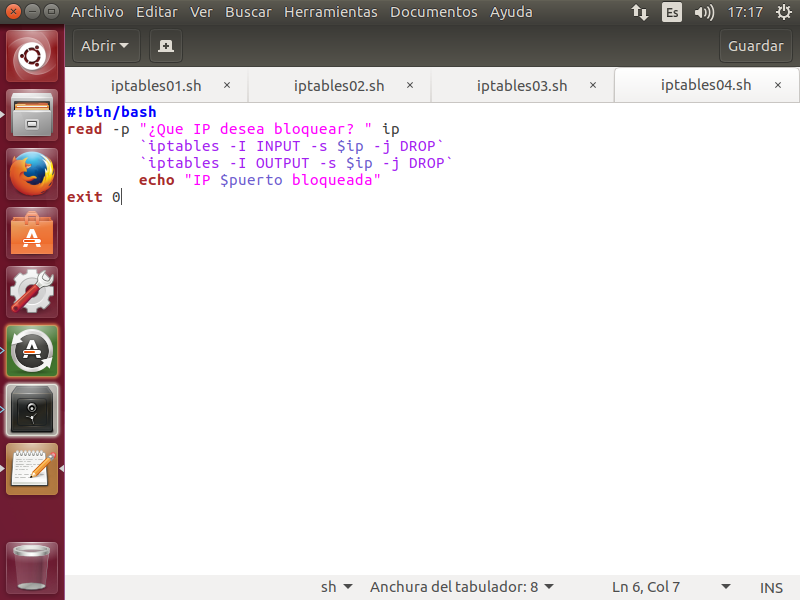 Archivo Editar Ver Buscar Herramientas Documentos Ayuda Es 17:17
Abrir Guardar
iptables01.sh × iptables02.sh × iptables03.sh × iptables04.sh ×
#!bin/bash
read -p "¿Que IP desea bloquear? " ip
`iptables -I INPUT -s $ip -j DROP`
`iptables -I OUTPUT -s $ip -j DROP`
echo "IP $puerto bloqueada"
exit 0
sh Anchura del tabulador: 8 Ln 6, Col 7 INS